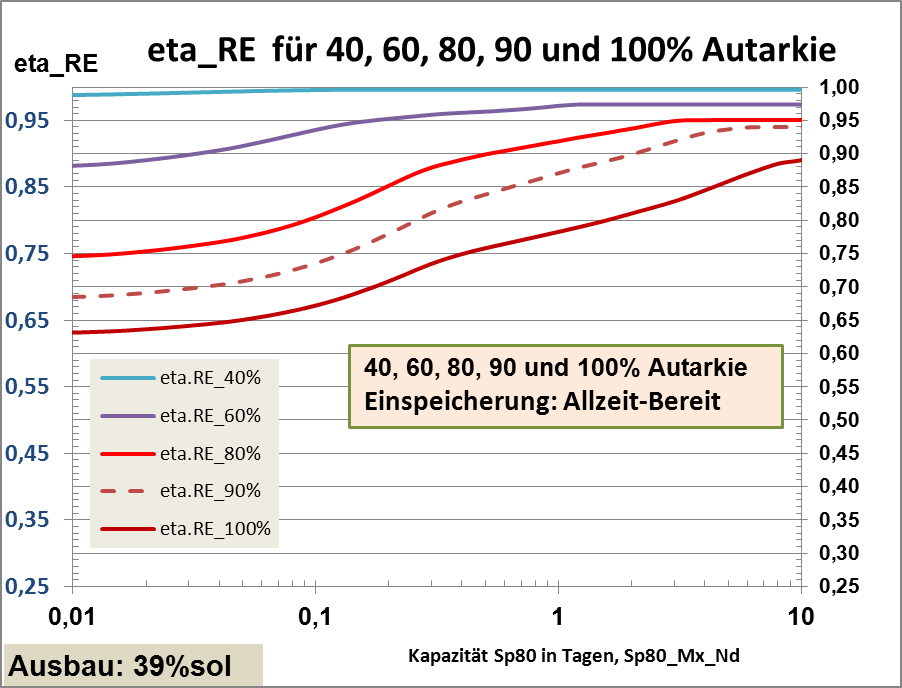 eta_RE für 40, 60, 80, 90 und 100% Autarkie
eta_RE
1,00
0,95
0,95
0,90
0,85
0,85
0,80
0,75
0,75
0,70
0,65
0,65
0,60
0,55
0,55
0,50
0,45
0,45
0,40
0,35
0,35
0,30
0,25
0,25
40, 60, 80, 90 und 100% Autarkie
Einspeicherung: Allzeit-Bereit
eta.RE_40%
eta.RE_60%
eta.RE_80%
eta.RE_90%
eta.RE_100%
0,01 0,1 1 10
Kapazität Sp80 in Tagen, Sp80_Mx_Nd
Ausbau: 39%sol